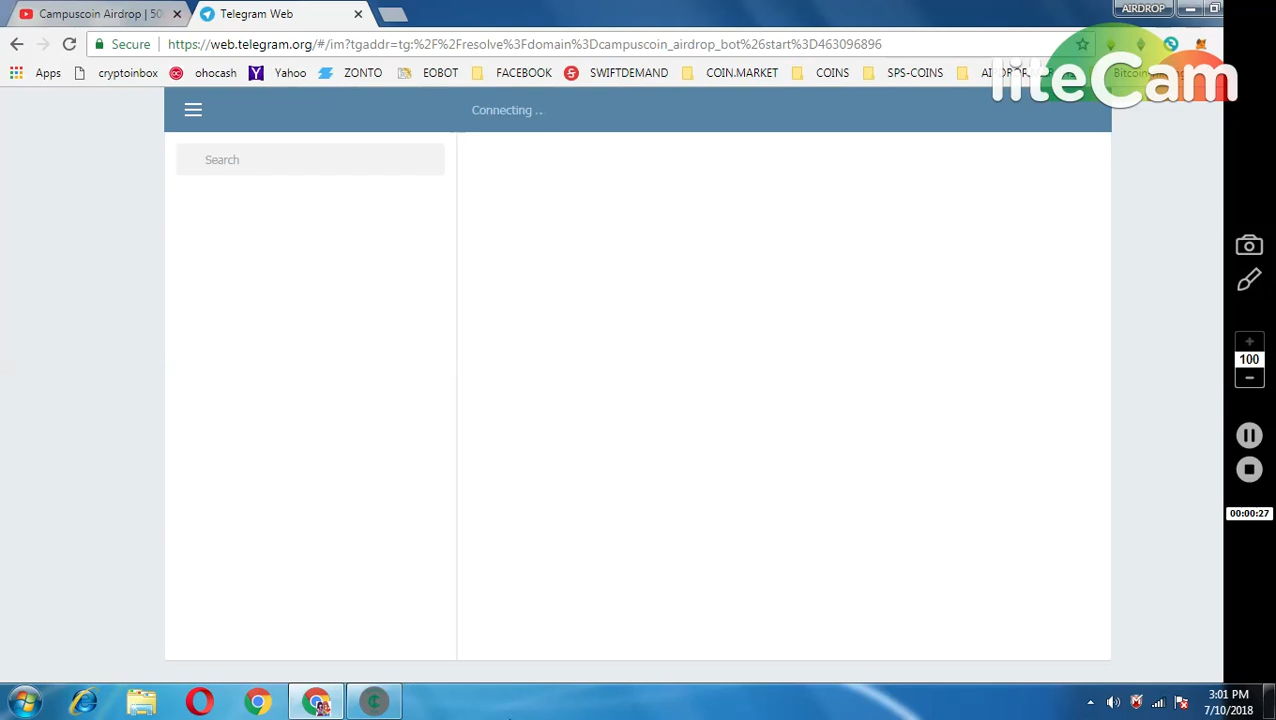 Campuscoin Airdrop | 50
Telegram Web
AIRDROP
Secure
https://web.telegram.org/#/im?tgaddr=tg:%2F%2Fresolve%3Fdomain%3Dcampuscoin_airdrop_bot%26start%3D463096896
Apps cryptoinbox ohocash Yahoo ZONTO EOBOT FACEBOOK SWIFTDEMAND COIN.MARKET COINS SPS-COINS
liteCam
Connecting ..
Search
100
00:00:27
3:01 PM
7/10/2018